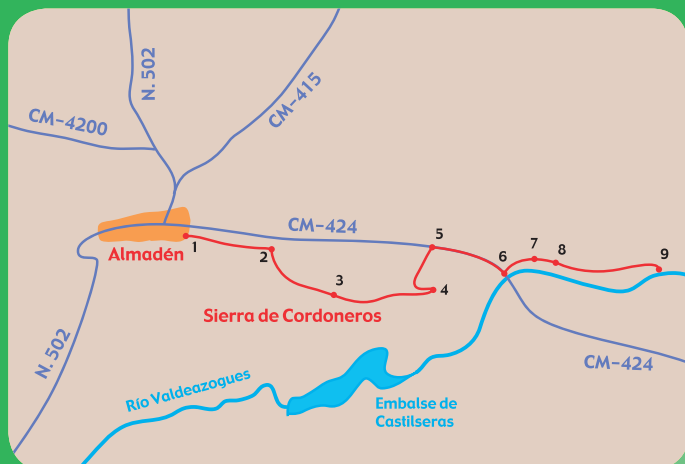 N. 502
CM-415
CM-4200
CM-424
Almadén
1
2
3
4
5
6
7
8
9
Sierra de Cordoneros
N. 502
CM-424
Río Valdeazogues
Embalse de
Castilseras